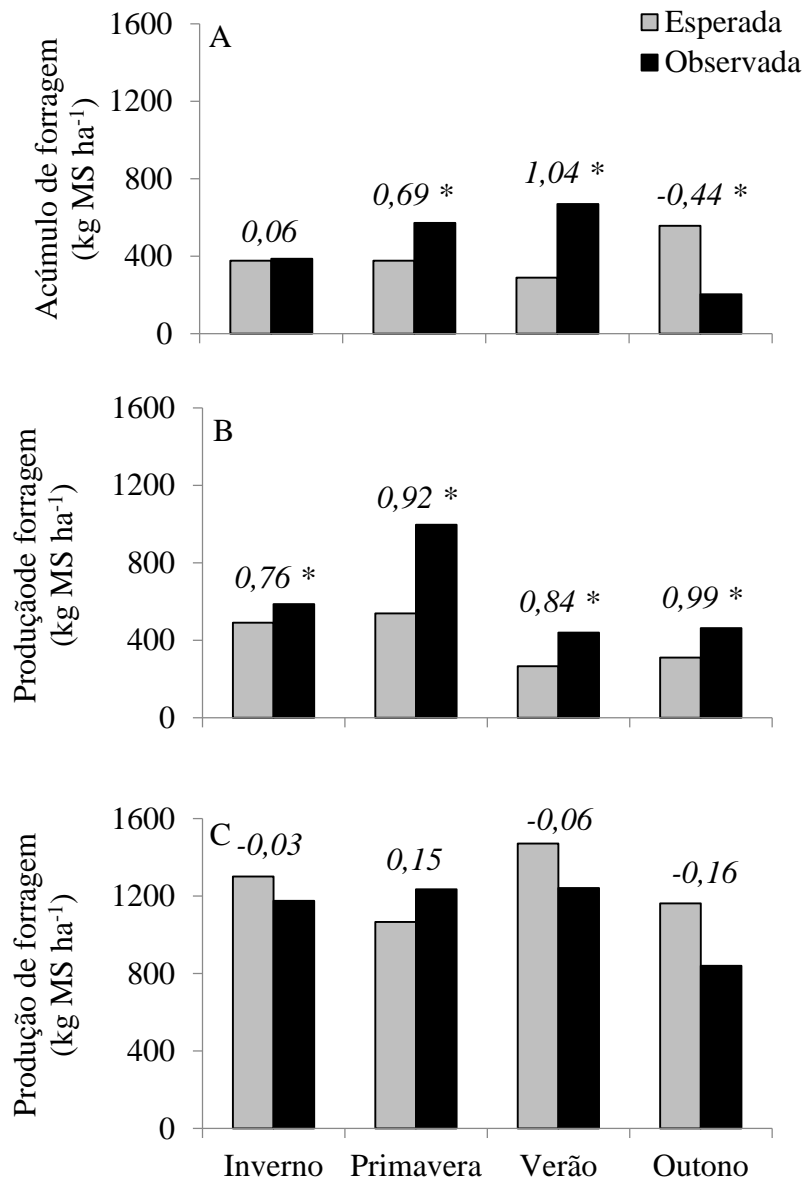 Esperada
Observada
A
Acúmulo de forragem
(kg MS ha⁻¹)
1600
1200
800
400
0
0,06
0,69 *
1,04 *
-0,44 *
B
Produçãode forragem
(kg MS ha⁻¹)
1600
1200
800
400
0
0,76 *
0,92 *
0,84 *
0,99 *
C
Produção de forragem
(kg MS ha⁻¹)
1600
1200
800
400
0
-0,03
0,15
-0,06
-0,16
Inverno Primavera Verão Outono